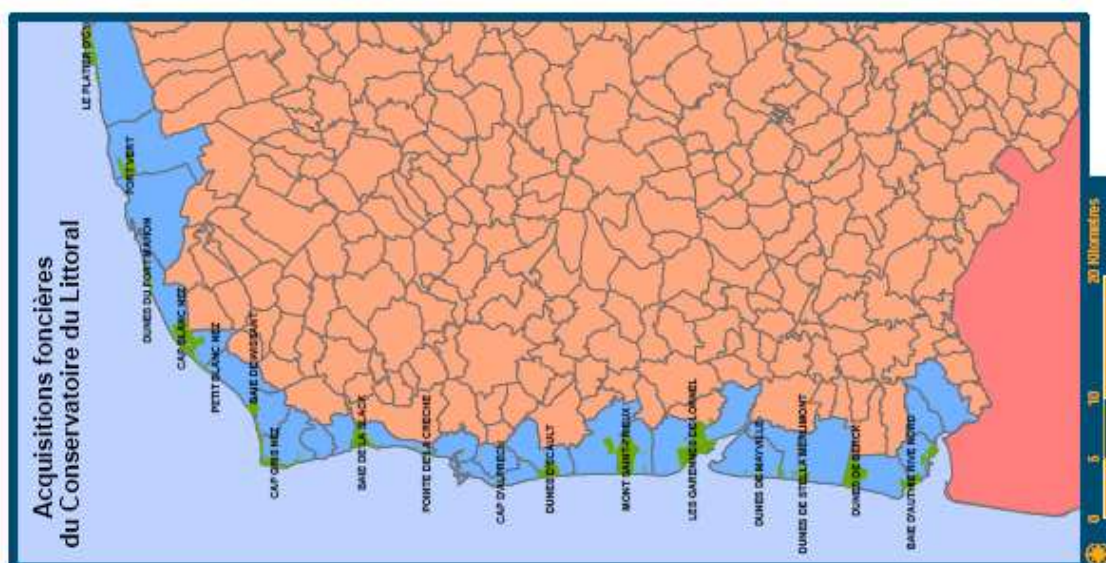 Acquisitions foncières
du Conservatoire du Littoral
FORT VERT
DUNES DU FORT MAHON
CAP BLANC NEZ
PETIT BLANC NEZ
BAIE DE WISSANT
CAP GRIS NEZ
BAIE DE LA SLACK
POINTE DE LA CRECHE
CAP D'ALPRECH
DUNES D'ECAULT
MONT SAINT-FRIEUX
LES GARENNES DE LORNEL
DUNES DE MAYVILLE
DUNES DE STELLA MERLIMONT
DUNES DE BERCK
BAIE D'AUTHIE RIVE NORD
0 5 10 20 Kilomètres